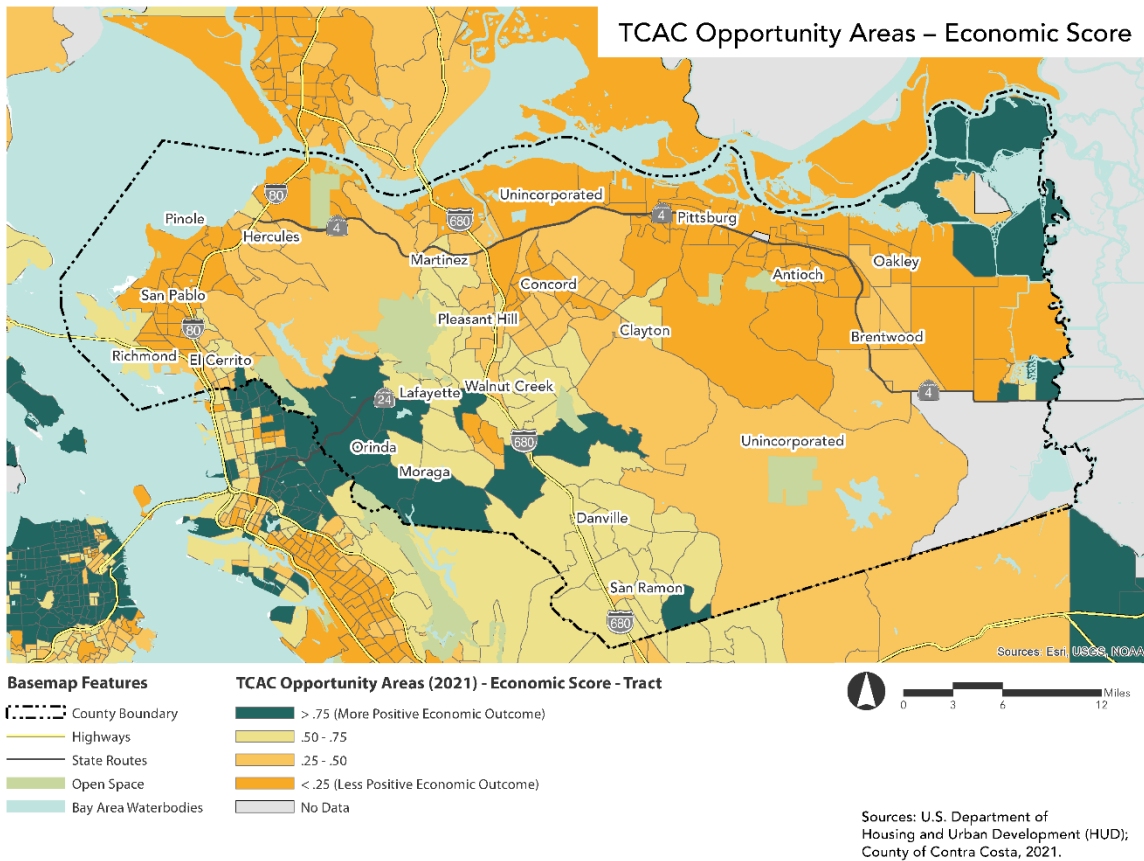 TCAC Opportunity Areas – Economic Score
80
Unincorporated
Pinole
680
4
Pittsburg
4
Hercules
Martinez
Oakley
Antioch
San Pablo
Concord
80
Pleasant Hill
Clayton
Brentwood
Richmond
El Cerrito
Lafayette
Walnut Creek
4
24
Orinda
680
Unincorporated
Moraga
Danville
San Ramon
680
Sources: Esri, USGS, NOAA
Basemap Features
County Boundary
Highways
State Routes
Open Space
Bay Area Waterbodies
TCAC Opportunity Areas (2021) - Economic Score - Tract
> .75 (More Positive Economic Outcome)
.50 - .75
.25 - .50
< .25 (Less Positive Economic Outcome)
No Data
Miles
0 3 6 12
Sources: U.S. Department of
Housing and Urban Development (HUD);
County of Contra Costa, 2021.